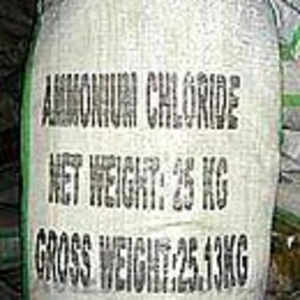 AMMONIUM CHLORIDE
NET WEIGHT: 25 KG
GROSS WEIGHT:25.13KG